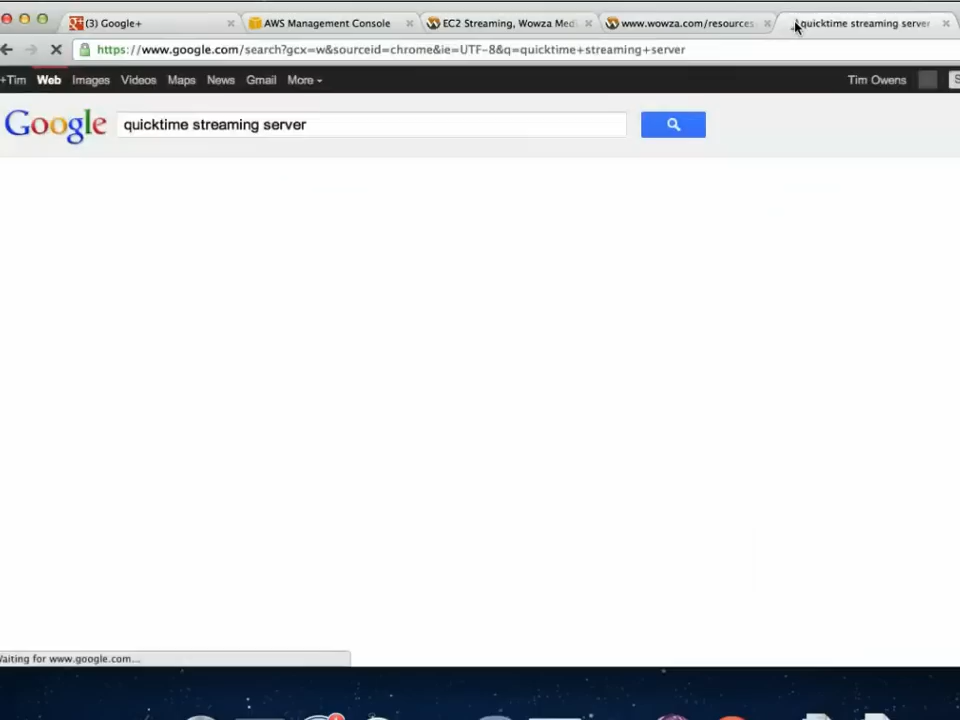 (3) Google+
AWS Management Console
EC2 Streaming, Wowza Med
www.wowza.com/resources
quicktime streaming server
https://www.google.com/search?gcx=w&sourceid=chrome&ie=UTF-8&q=quicktime+streaming+server
+Tim Web Images Videos Maps News Gmail More Tim Owens
Google quicktime streaming server
Waiting for www.google.com...